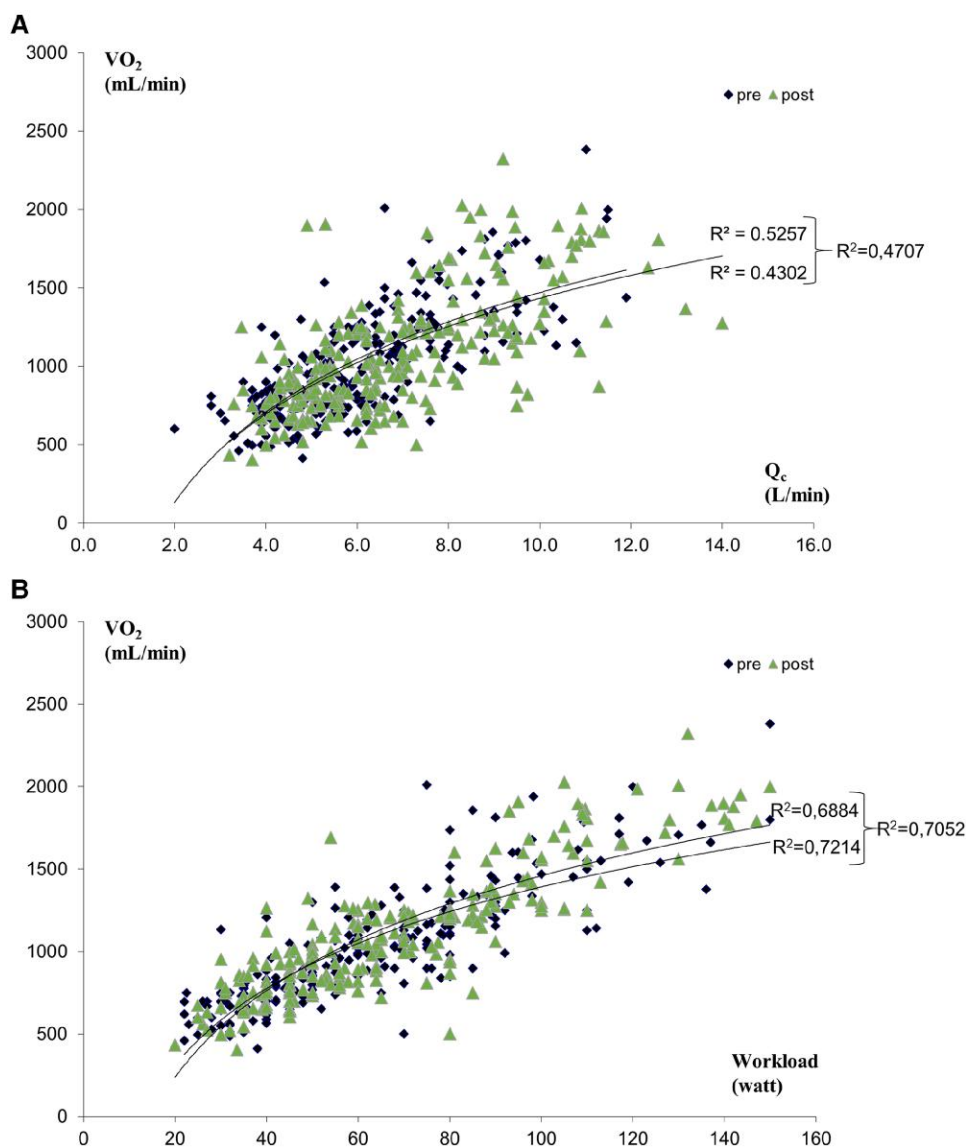 A
VO₂
(mL/min)
3000
2500
2000
1500
1000
500
0
pre post
R² = 0.5257
R² = 0.4302
R²=0,4707
Qc
(L/min)
0.0 2.0 4.0 6.0 8.0 10.0 12.0 14.0 16.0
B
VO₂
(mL/min)
3000
2500
2000
1500
1000
500
0
pre post
R²=0,6884
R²=0,7214
R²=0,7052
Workload
(watt)
0 20 40 60 80 100 120 140 160